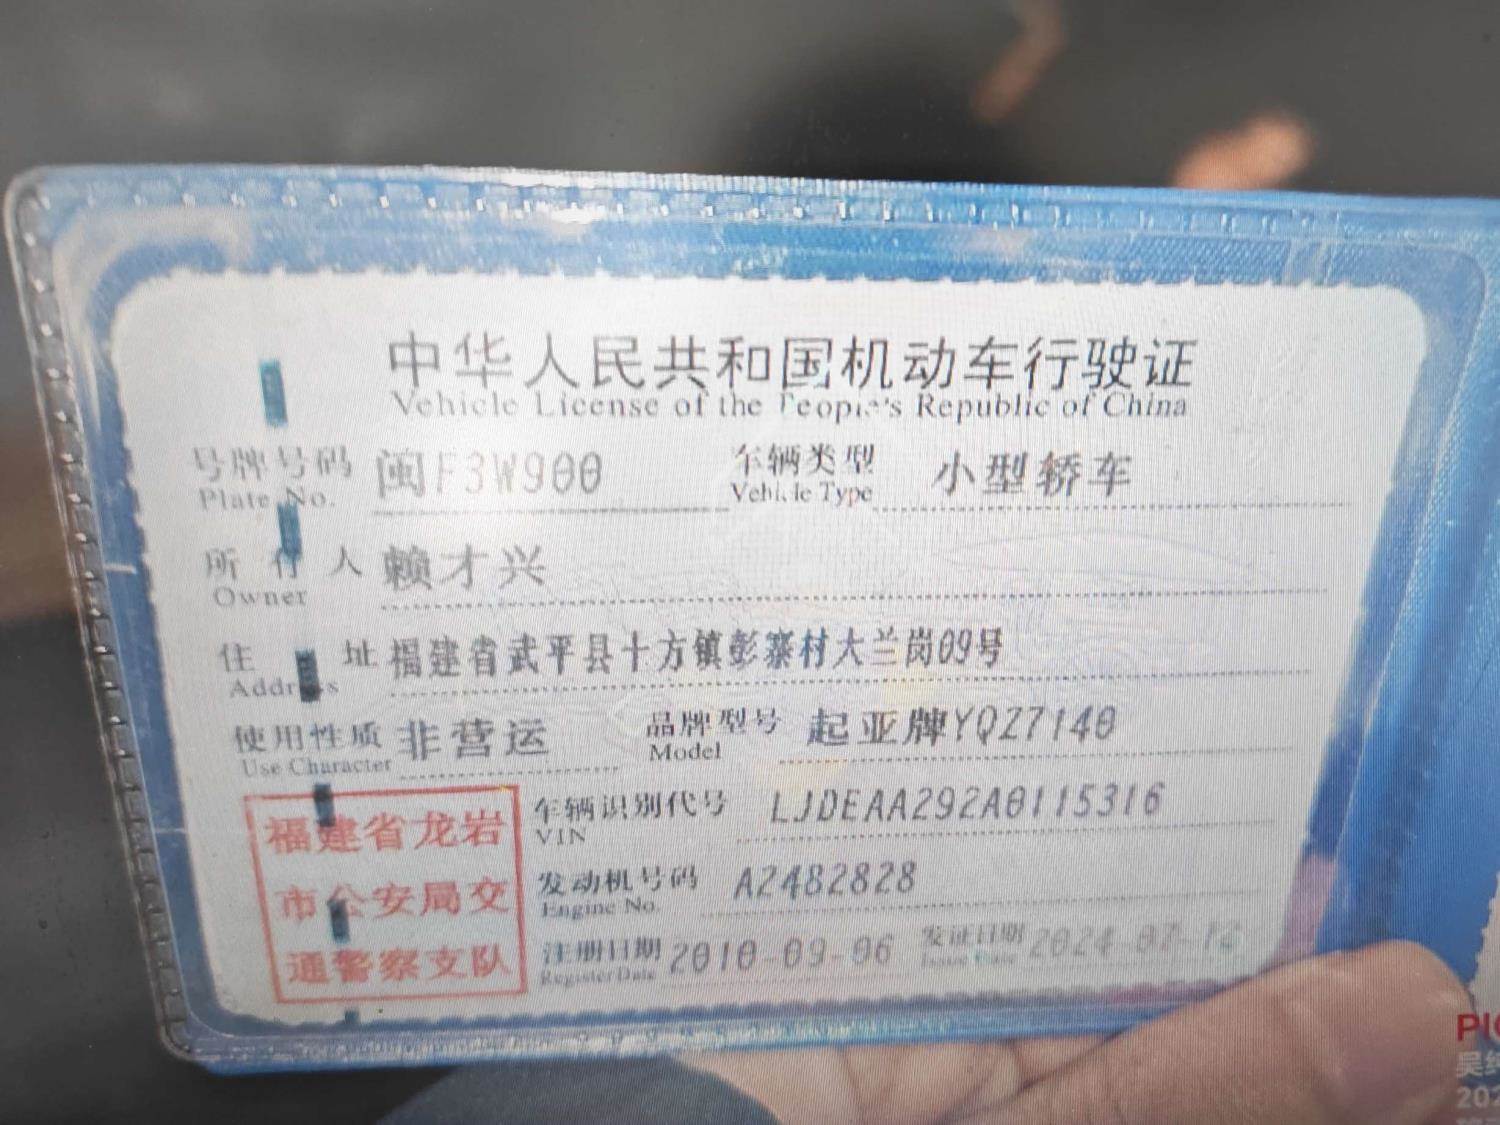 中华人民共和国机动车行驶证
Vehicle License of the People's Republic of China
号牌号码 闽F3W900 车辆类型 小型轿车
Plate No. Vehicle Type
所有人 赖才兴
Owner
住址 福建省武平县十方镇彭寨村大兰岗09号
Address
使用性质 非营运 品牌型号 起亚牌YQZ7140
Use Character Model
福建省龙岩
市公安局交
通警察支队
车辆识别代号 LJDEAA292A0115316
VIN
发动机号码 A2482828
Engine No.
注册日期 2010-09-06 发证日期 2024-07-12
Register Date Issue Date